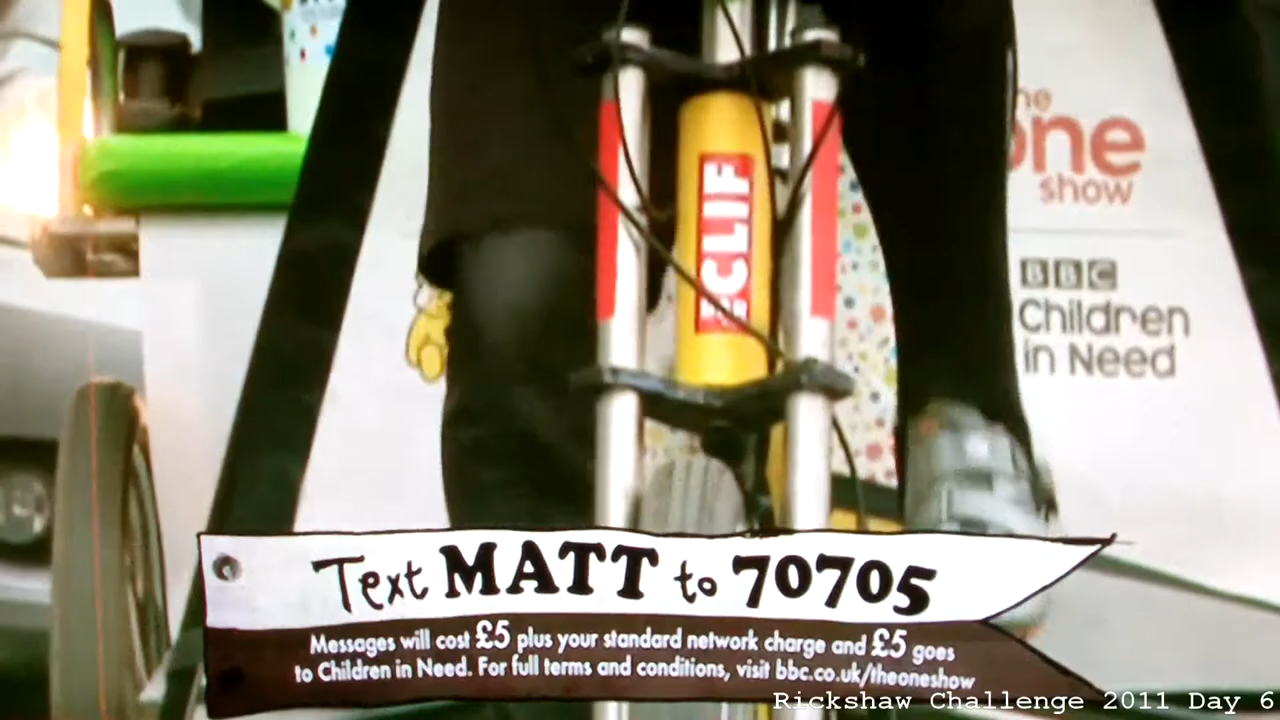 the
one
show
BBC
Children
in Need
CLIF
Text MATT to 70705
Messages will cost £5 plus your standard network charge and £5 goes
to Children in Need. For full terms and conditions, visit bbc.co.uk/theoneshow
Rickshaw Challenge 2011 Day 6